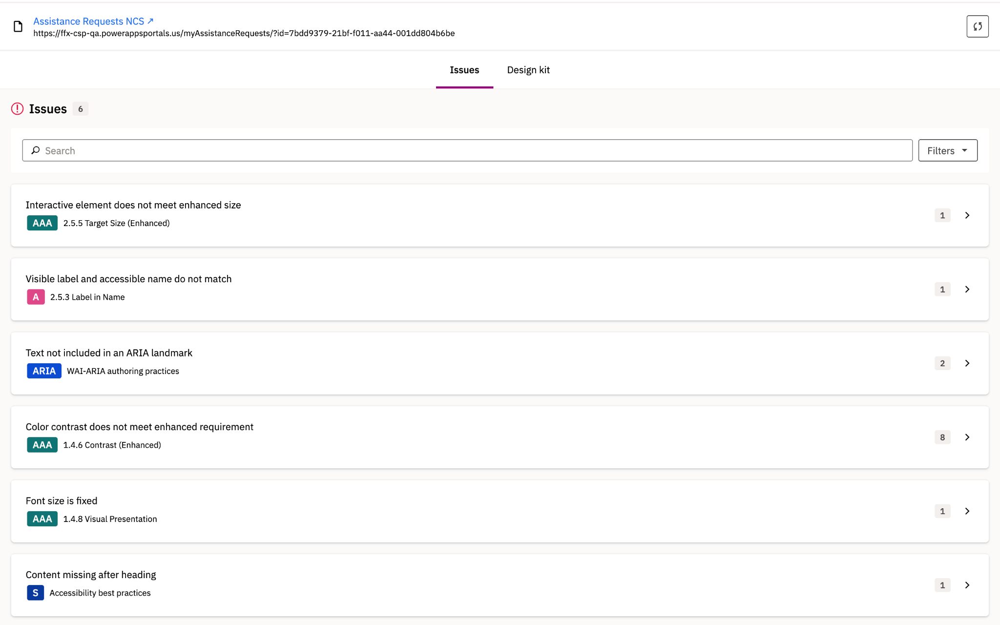 Assistance Requests NCS ↗
https://ffx-csp-qa.powerappsportals.us/myAssistanceRequests/?id=7bdd9379-21bf-f011-aa44-001dd804b6be
Issues Design kit
Issues 6
Search Filters
Interactive element does not meet enhanced size
AAA 2.5.5 Target Size (Enhanced) 1
Visible label and accessible name do not match
A 2.5.3 Label in Name 1
Text not included in an ARIA landmark
ARIA WAI-ARIA authoring practices 2
Color contrast does not meet enhanced requirement
AAA 1.4.6 Contrast (Enhanced) 8
Font size is fixed
AAA 1.4.8 Visual Presentation 1
Content missing after heading
S Accessibility best practices 1